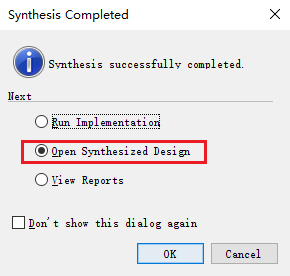 Synthesis Completed
Synthesis successfully completed.
Next
Run Implementation
Open Synthesized Design
View Reports
Don't show this dialog again
OK
Cancel